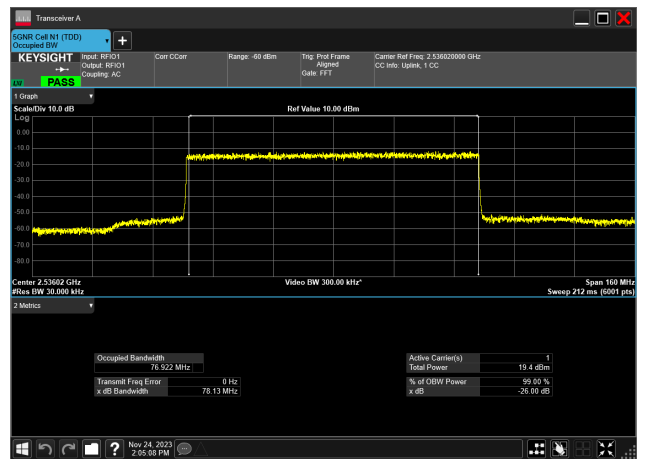 Transceiver A
5GNR Cell N1 (TDD)
Occupied BW
KEYSIGHT
PASS
Input: RFIO1
Output: RFIO1
Coupling: AC
Corr CCorr
Range: -60 dBm
Trig: Prot Frame
Aligned
Gate: FFT
Carrier Ref Freq: 2.536020000 GHz
CC Info: Uplink, 1 CC
1 Graph
Scale/Div 10.0 dB
Ref Value 10.00 dBm
Log
0.00
-10.0
-20.0
-30.0
-40.0
-50.0
-60.0
-70.0
-80.0
Center 2.53602 GHz
Video BW 300.00 kHz*
Span 160 MHz
#Res BW 30.000 kHz
Sweep 212 ms (6001 pts)
2 Metrics
Occupied Bandwidth
76.922 MHz
Active Carrier(s) 1
Total Power 19.4 dBm
Transmit Freq Error 0 Hz
x dB Bandwidth 78.13 MHz
% of OBW Power 99.00 %
x dB -26.00 dB
?
Nov 24, 2023
2:05:08 PM